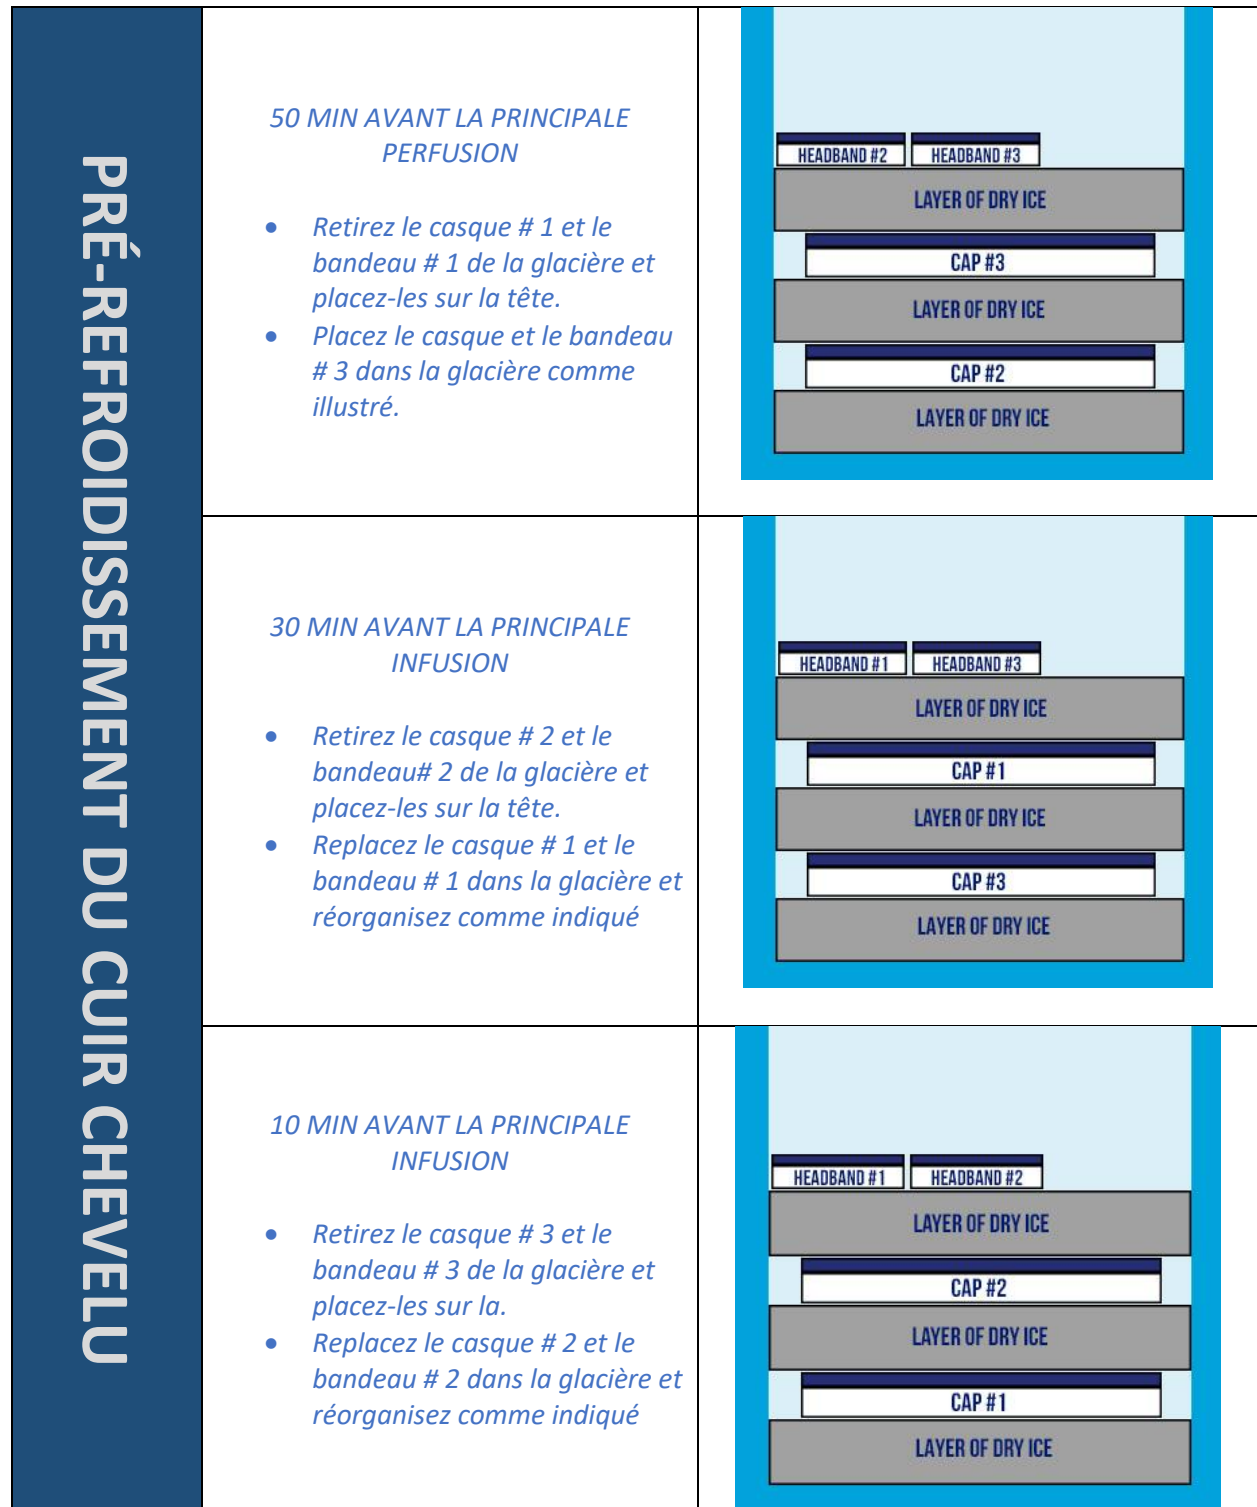 PRÉ-REFROIDISSEMENT DU CUIR CHEVELU
50 MIN AVANT LA PRINCIPALE
PERFUSION
• Retirez le casque # 1 et le
bandeau # 1 de la glacière et
placez-les sur la tête.
• Placez le casque et le bandeau
# 3 dans la glacière comme
illustré.
HEADBAND #2 HEADBAND #3
LAYER OF DRY ICE
CAP #3
LAYER OF DRY ICE
CAP #2
LAYER OF DRY ICE
30 MIN AVANT LA PRINCIPALE
INFUSION
• Retirez le casque # 2 et le
bandeau# 2 de la glacière et
placez-les sur la tête.
• Replacez le casque # 1 et le
bandeau # 1 dans la glacière et
réorganisez comme indiqué
HEADBAND #1 HEADBAND #3
LAYER OF DRY ICE
CAP #1
LAYER OF DRY ICE
CAP #3
LAYER OF DRY ICE
10 MIN AVANT LA PRINCIPALE
INFUSION
• Retirez le casque # 3 et le
bandeau # 3 de la glacière et
placez-les sur la.
• Replacez le casque # 2 et le
bandeau # 2 dans la glacière et
réorganisez comme indiqué
HEADBAND #1 HEADBAND #2
LAYER OF DRY ICE
CAP #2
LAYER OF DRY ICE
CAP #1
LAYER OF DRY ICE